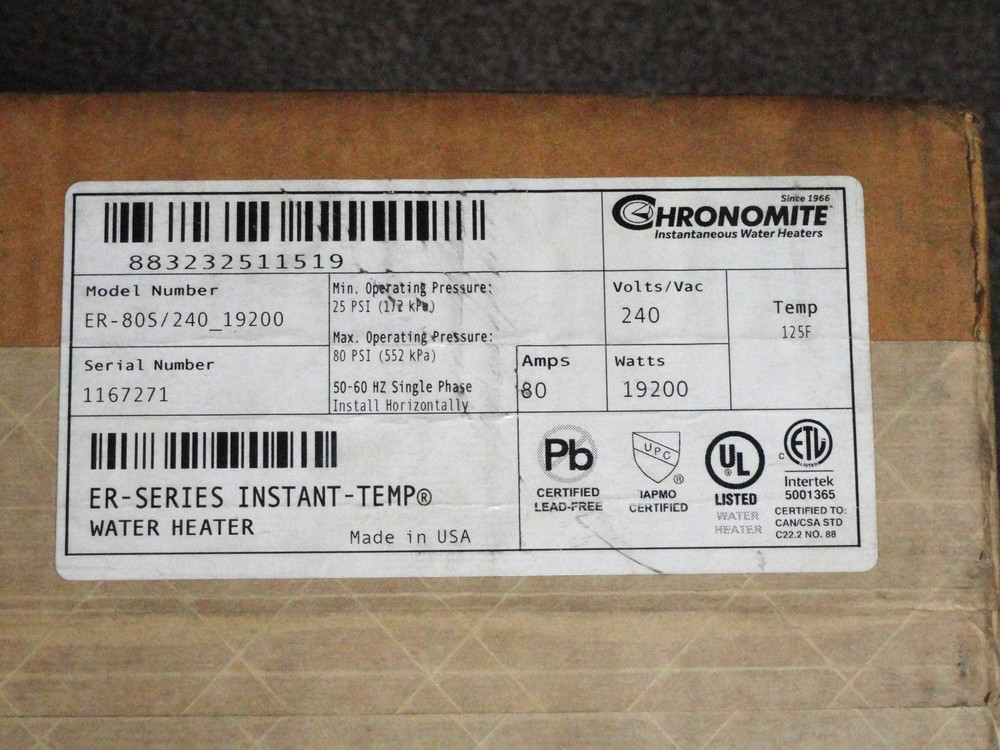 883232511519
Since 1966
CHRONOMITE
Instantaneous Water Heaters
Model Number
ER-80S/240_19200
Serial Number
1167271
Min. Operating Pressure:
25 PSI (172 kPa)
Max. Operating Pressure:
80 PSI (552 kPa)
50-60 HZ Single Phase
Install Horizontally
Volts/Vac
240
Amps
80
Watts
19200
Temp
125F
ER-SERIES INSTANT-TEMP®
WATER HEATER
Made in USA
Pb
CERTIFIED
LEAD-FREE
UPC
®
IAPMO
CERTIFIED
UL
®
LISTED
WATER
HEATER
C ETL
Intertek
5001365
CERTIFIED TO:
CAN/CSA STD
C22.2 NO. 88